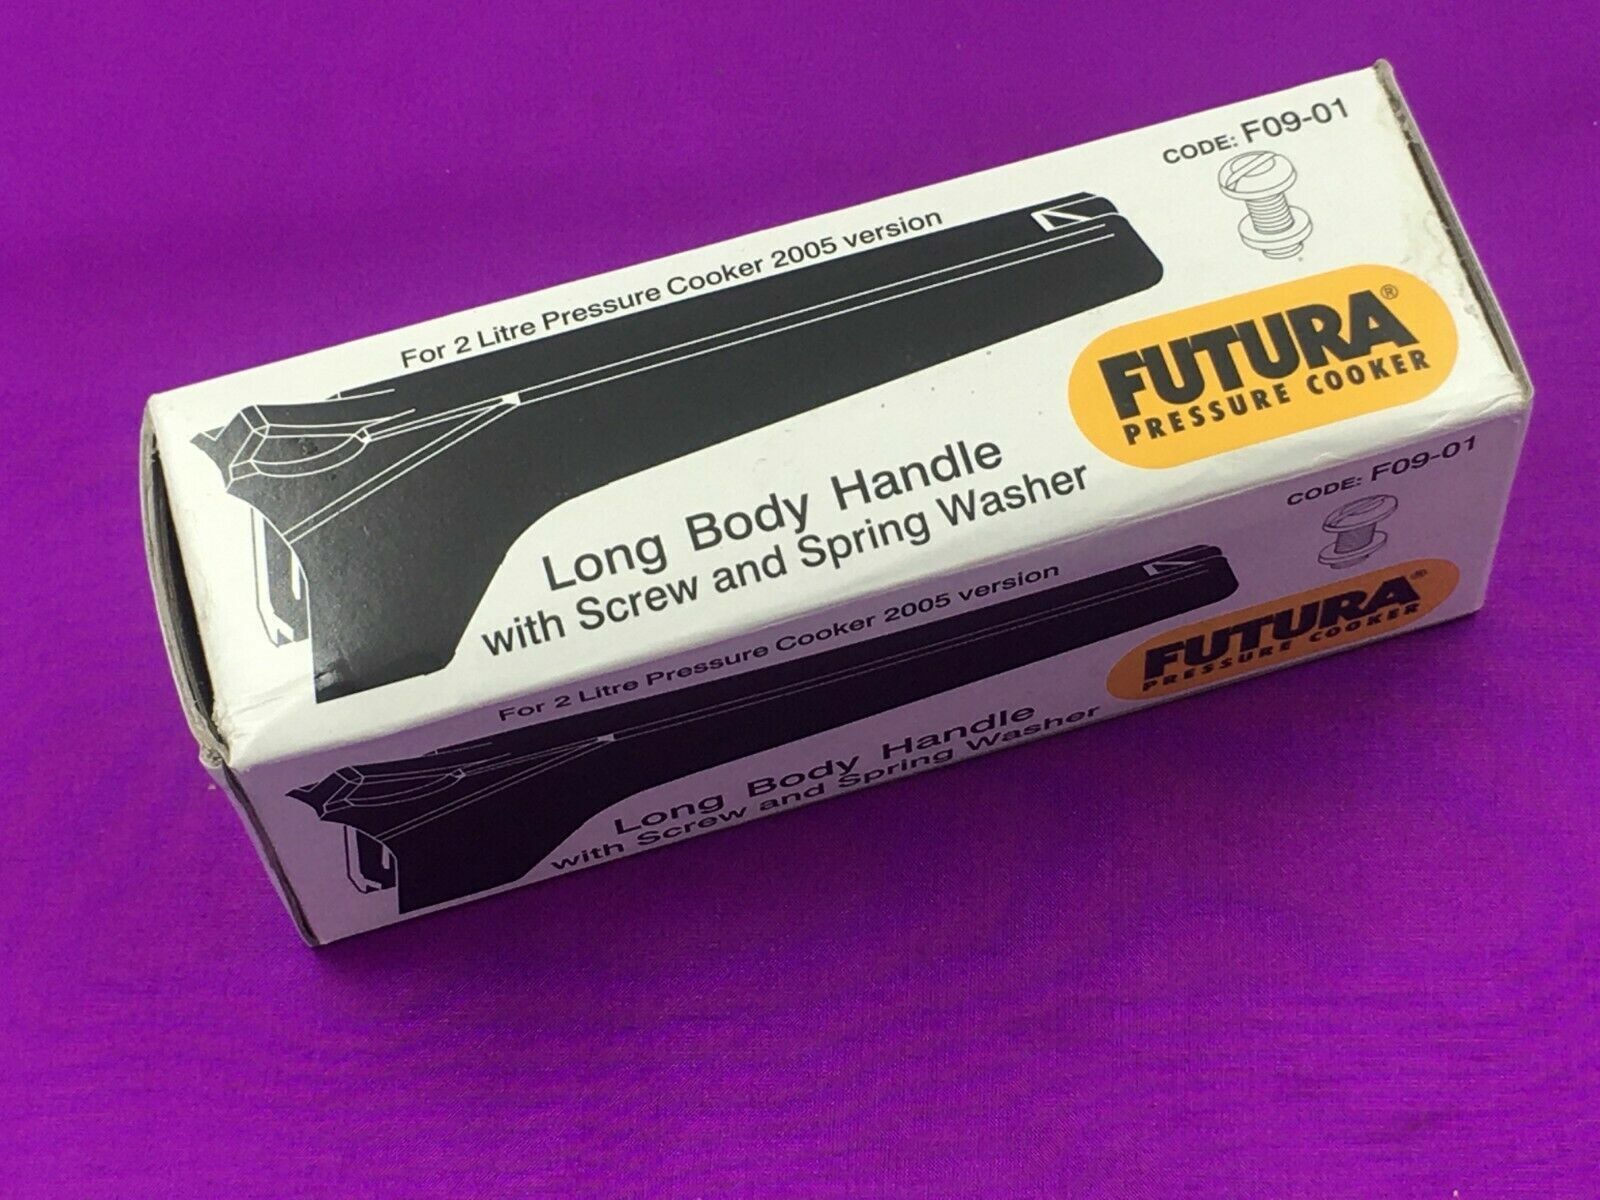 CODE: F09-01
For 2 Litre Pressure Cooker 2005 version
FUTURA®
PRESSURE COOKER
Long Body Handle
with Screw and Spring Washer
CODE: F09-01
For 2 Litre Pressure Cooker 2005 version
FUTURA®
PRESSURE COOKER
Long Body Handle
with Screw and Spring Washer